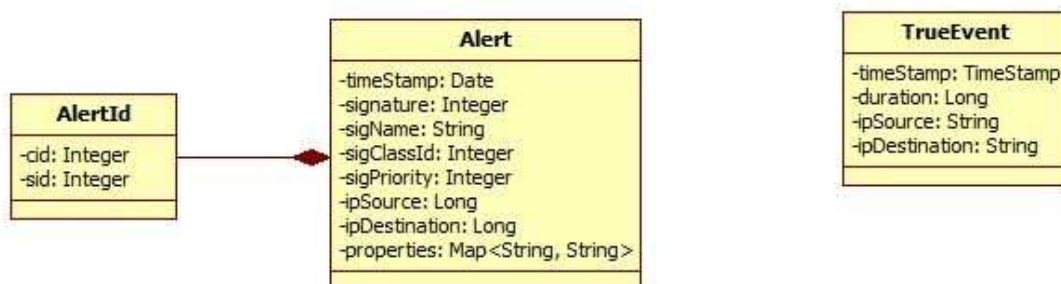 AlertId
-cid: Integer
-sid: Integer
Alert
-timeStamp: Date
-signature: Integer
-sigName: String
-sigClassId: Integer
-sigPriority: Integer
-ipSource: Long
-ipDestination: Long
-properties: Map<String, String>
TrueEvent
-timeStamp: TimeStamp
-duration: Long
-ipSource: String
-ipDestination: String